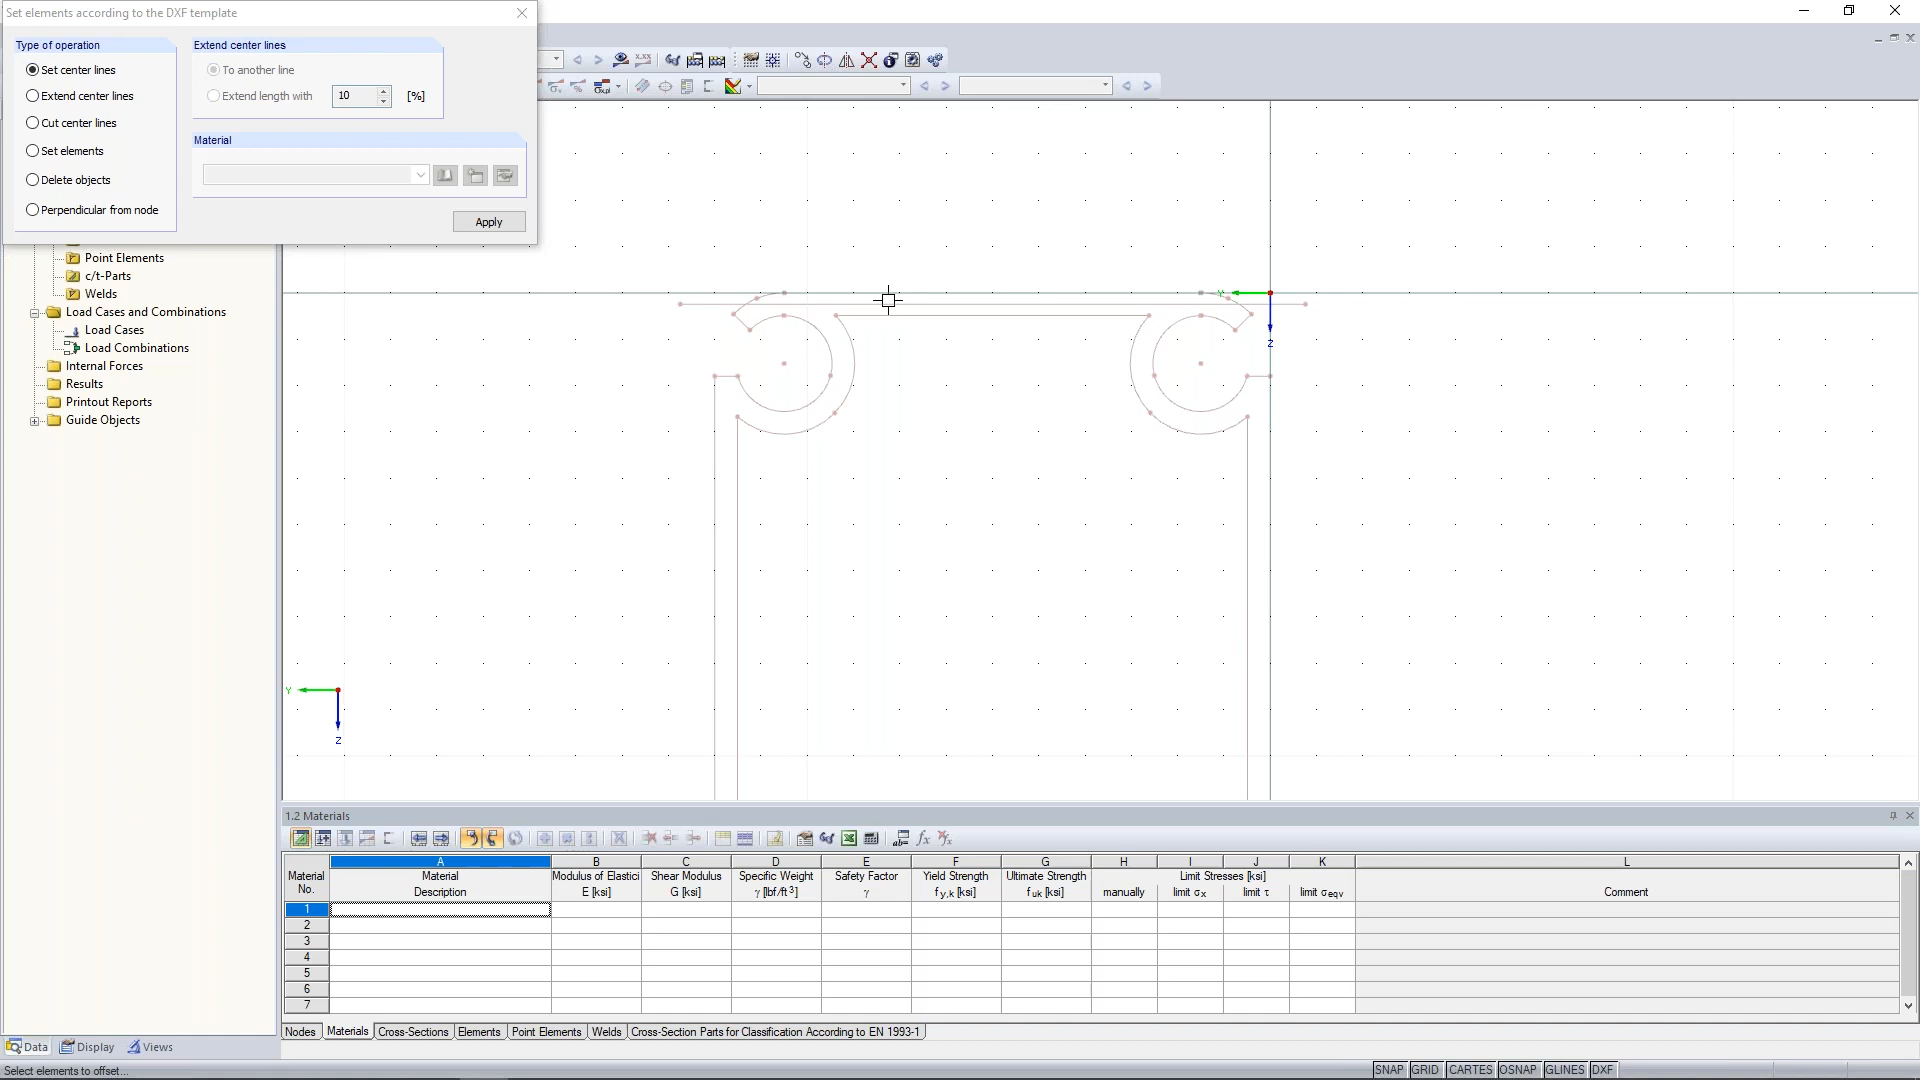 Set elements according to the DXF template
Type of operation
Set center lines
Extend center lines
Cut center lines
Set elements
Delete objects
Perpendicular from node
Extend center lines
To another line
Extend length with
10
[%]
Material
Apply
Point Elements
c/t-Parts
Welds
Load Cases and Combinations
Load Cases
Load Combinations
Internal Forces
Results
Printout Reports
Guide Objects
Y
Z
Y
Z
1.2 Materials
A B C D E F G H I J K L
Material Material Modulus of Elastici Shear Modulus Specific Weight Safety Factor Yield Strength Ultimate Strength Limit Stresses [ksi]
No. Description E [ksi] G [ksi] γ [lbf/ft³] γ fy,k [ksi] fuk [ksi] manually limit σx limit τ limit σeqv Comment
1
2
3
4
5
6
7
Nodes Materials Cross-Sections Elements Point Elements Welds Cross-Section Parts for Classification According to EN 1993-1
Data Display Views
Select elements to offset...
SNAP GRID CARTES OSNAP GLINES DXF